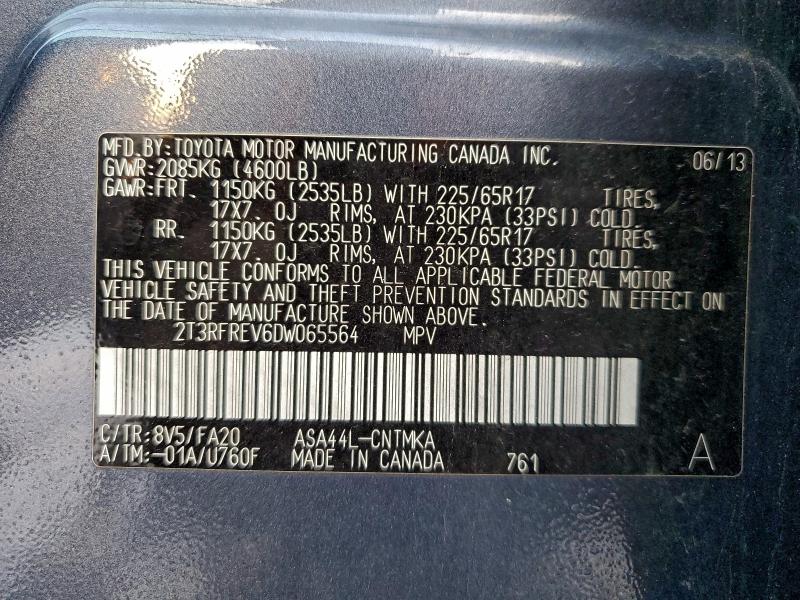 MFD.BY:TOYOTA MOTOR MANUFACTURING CANADA INC. 06/13
GVWR:2085KG (4600LB)
GAWR:FRT. 1150KG (2535LB) WITH 225/65R17 TIRES,
17X7. 0J RIMS, AT 230KPA (33PSI) COLD.
RR. 1150KG (2535LB) WITH 225/65R17 TIRES,
17X7. 0J RIMS, AT 230KPA (33PSI) COLD.
THIS VEHICLE CONFORMS TO ALL APPLICABLE FEDERAL MOTOR
VEHICLE SAFETY AND THEFT PREVENTION STANDARDS IN EFFECT ON
THE DATE OF MANUFACTURE SHOWN ABOVE.
2T3RFREV6DW065564 MPV
C/TR:8V5/FA20 ASA44L-CNTMKA
A/TM:-01A/U760F MADE IN CANADA 761 A